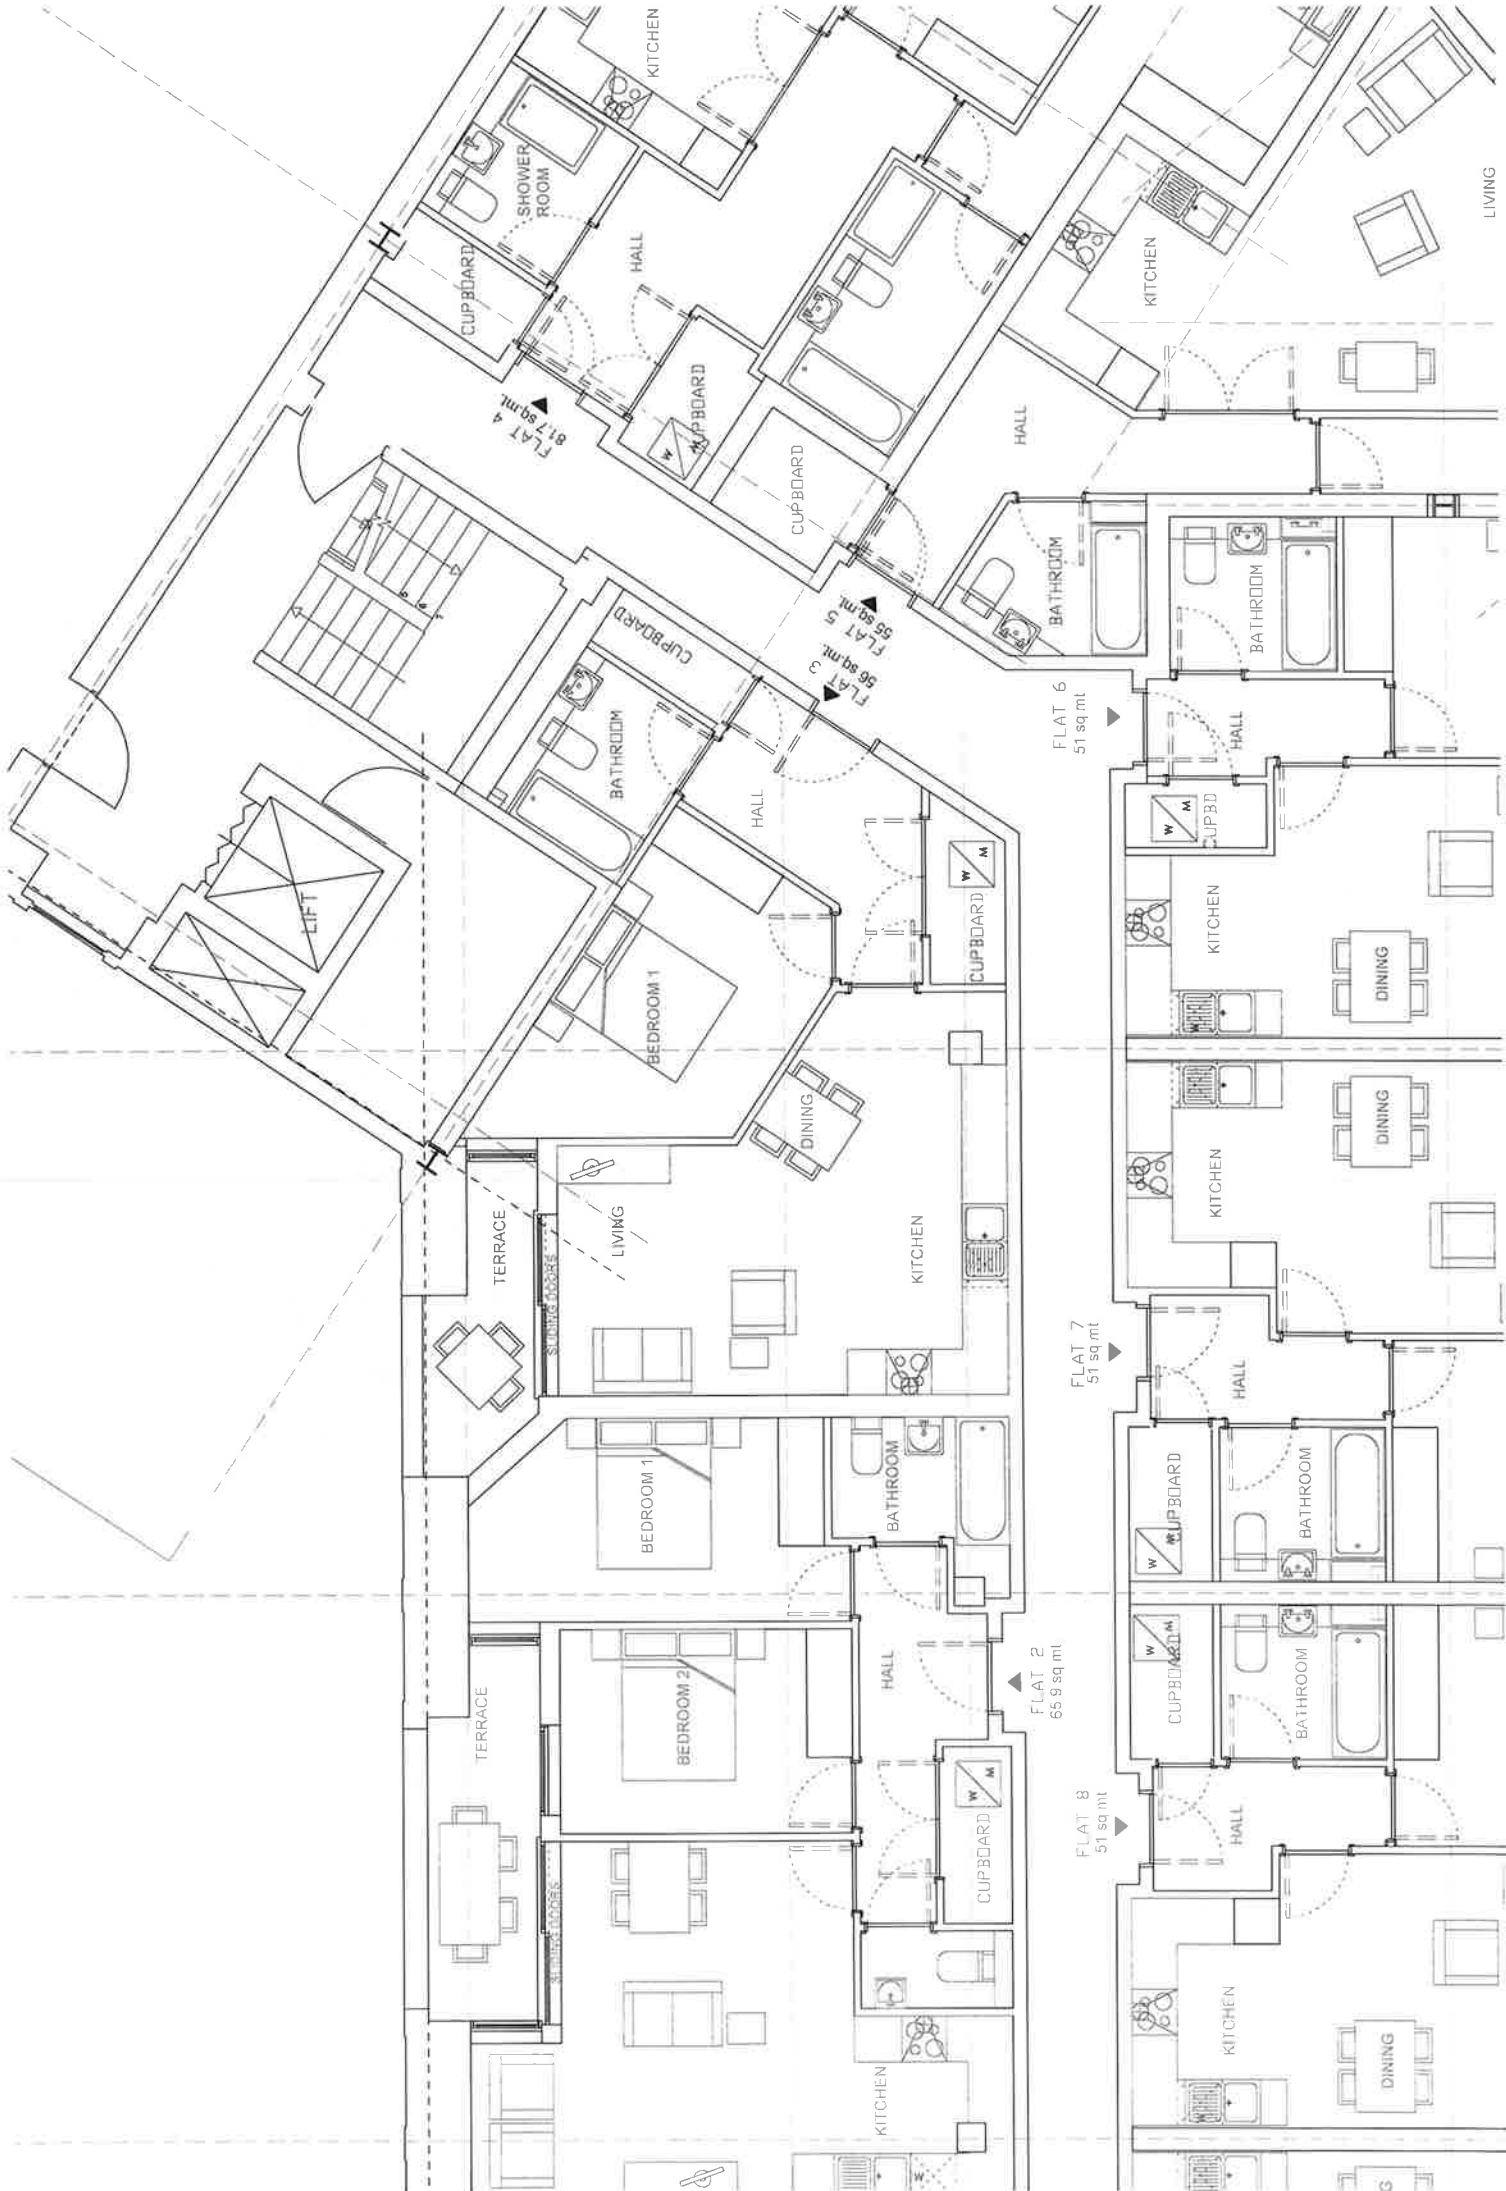 KITCHEN
SHOWER
ROOM
CUPBOARD
HALL
FLAT 4
81.7 sq.mt.
CUPBOARD
W
M
CUPBOARD
KITCHEN
LIVING
HALL
BATHROOM
BATHROOM
FLAT 5
55 sq.mt.
FLAT 3
56 sq.mt.
CUPBOARD
BATHROOM
HALL
LIFT
FLAT 6
51 sq mt
HALL
W
M
CUPBD
KITCHEN
DINING
W
M
CUPBOARD
BEDROOM 1
DINING
LIVING
TERRACE
SLIDING DOORS
KITCHEN
KITCHEN
DINING
FLAT 7
51 sq mt
HALL
BEDROOM 1
BATHROOM
CUPBOARD
W
M
BATHROOM
HALL
FLAT 2
65.9 sq mt
W
M
CUPBOARD
BATHROOM
TERRACE
BEDROOM 2
W
M
CUPBOARD
FLAT 8
51 sq mt
HALL
SLIDING DOORS
KITCHEN
W
KITCHEN
DINING
G